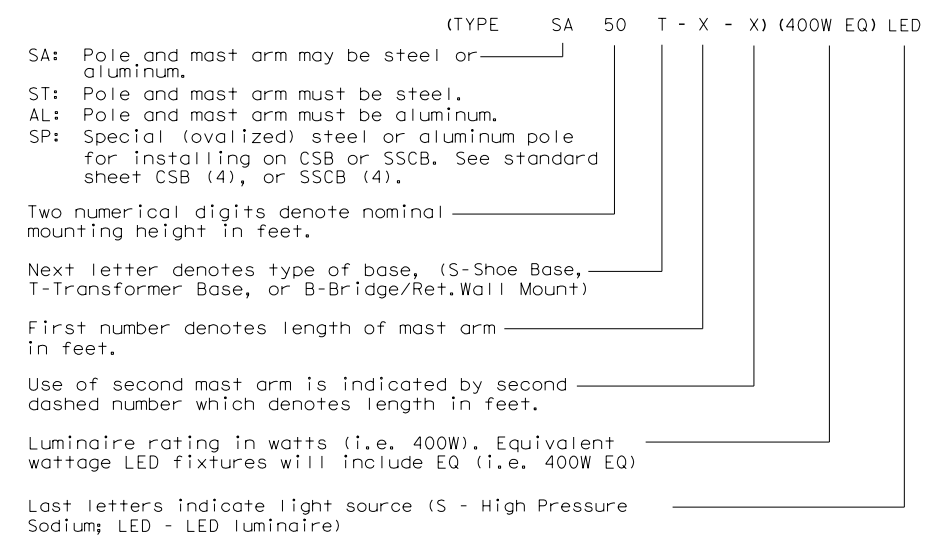 (TYPE SA 50 T - X - X) (400W EQ) LED
SA: Pole and mast arm may be steel or
aluminum.
ST: Pole and mast arm must be steel.
AL: Pole and mast arm must be aluminum.
SP: Special (ovalized) steel or aluminum pole
for installing on CSB or SSCB. See standard
sheet CSB (4), or SSCB (4).
Two numerical digits denote nominal
mounting height in feet.
Next letter denotes type of base, (S-Shoe Base,
T-Transformer Base, or B-Bridge/Ret.Wall Mount)
First number denotes length of mast arm
in feet.
Use of second mast arm is indicated by second
dashed number which denotes length in feet.
Luminaire rating in watts (i.e. 400W). Equivalent
wattage LED fixtures will include EQ (i.e. 400W EQ)
Last letters indicate light source (S - High Pressure
Sodium; LED - LED luminaire)